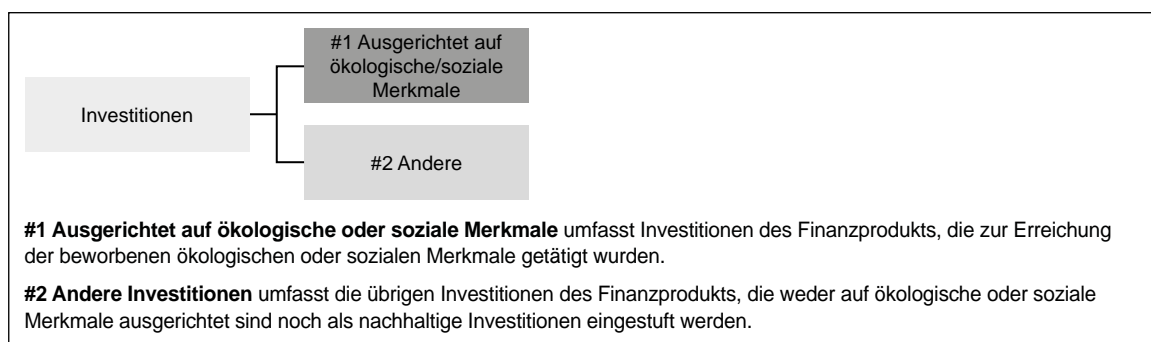 #1 Ausgerichtet auf
ökologische/soziale
Merkmale
Investitionen
#2 Andere
#1 Ausgerichtet auf ökologische oder soziale Merkmale umfasst Investitionen des Finanzprodukts, die zur Erreichung
der beworbenen ökologischen oder sozialen Merkmale getätigt wurden.
#2 Andere Investitionen umfasst die übrigen Investitionen des Finanzprodukts, die weder auf ökologische oder soziale
Merkmale ausgerichtet sind noch als nachhaltige Investitionen eingestuft werden.